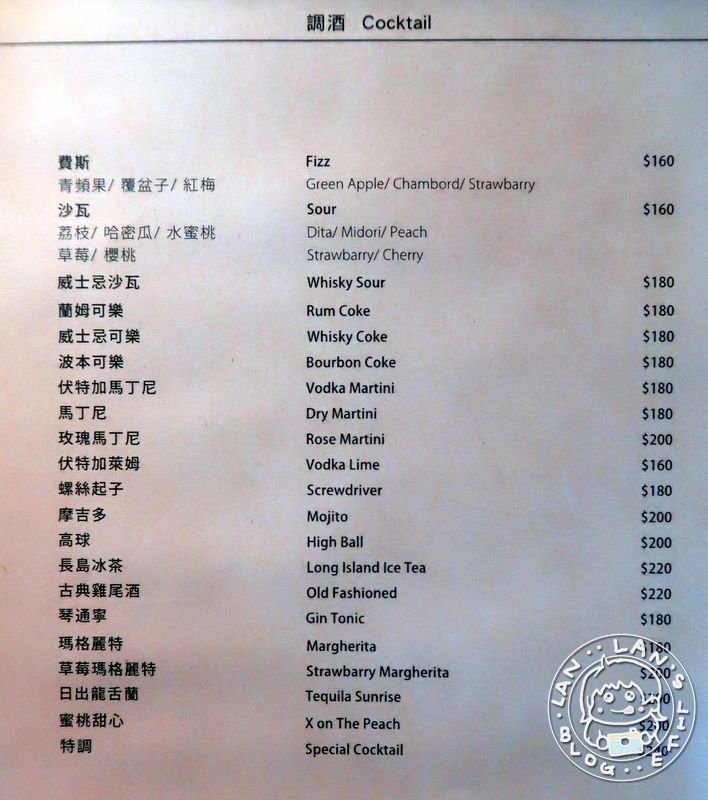 調酒 Cocktail
費斯 Fizz $160
青頻果/ 覆盆子/ 紅梅 Green Apple/ Chambord/ Strawbarry
沙瓦 Sour $160
荔枝/ 哈密瓜/ 水蜜桃 Dita/ Midori/ Peach
草莓/ 櫻桃 Strawbarry/ Cherry
威士忌沙瓦 Whisky Sour $180
蘭姆可樂 Rum Coke $180
威士忌可樂 Whisky Coke $180
波本可樂 Bourbon Coke $180
伏特加馬丁尼 Vodka Martini $180
馬丁尼 Dry Martini $180
玫瑰馬丁尼 Rose Martini $200
伏特加萊姆 Vodka Lime $160
螺絲起子 Screwdriver $180
摩吉多 Mojito $200
高球 High Ball $200
長島冰茶 Long Island Ice Tea $220
古典雞尾酒 Old Fashioned $220
琴通寧 Gin Tonic $180
瑪格麗特 Margherita $180
草莓瑪格麗特 Strawbarry Margherita $200
日出龍舌蘭 Tequila Sunrise
蜜桃甜心 X on The Peach $200
特調 Special Cocktail
LAN LAN'S LIFE BLOG